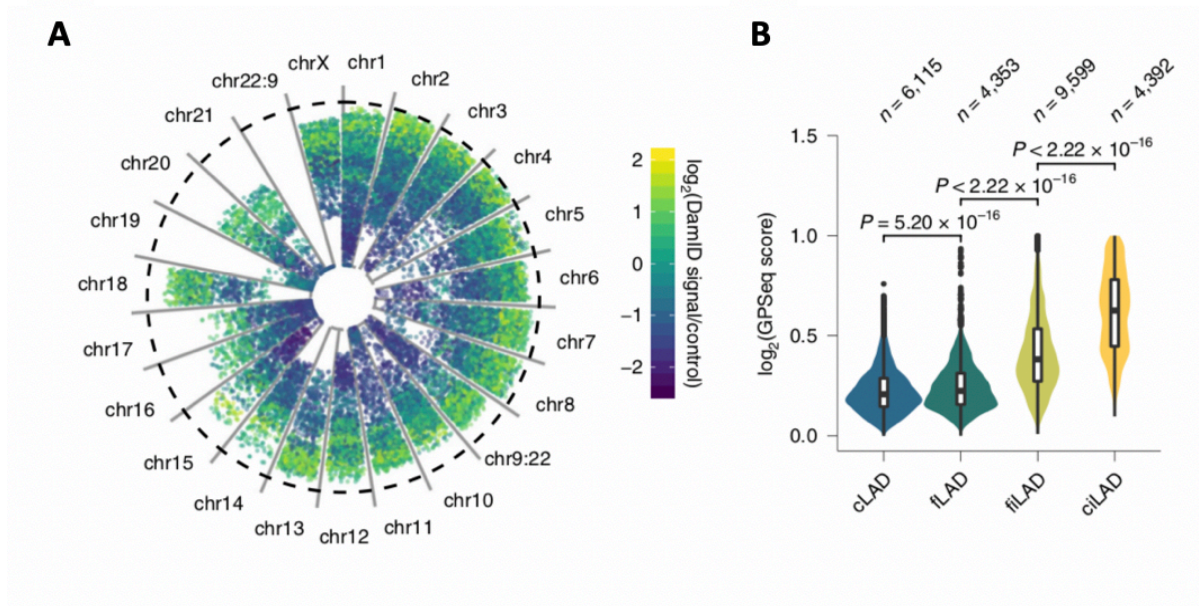 A
chrX
chr1
chr2
chr3
chr4
chr5
chr6
chr7
chr8
chr9:22
chr10
chr11
chr12
chr13
chr14
chr15
chr16
chr17
chr18
chr19
chr20
chr21
chr22:9
2
1
0
−1
−2
log₂(DamID signal/control)
B
n = 6,115
n = 4,353
n = 9,599
n = 4,392
P = 5.20 × 10⁻¹⁶
P < 2.22 × 10⁻¹⁶
P < 2.22 × 10⁻¹⁶
log₂(GPSeq score)
1.5
1.0
0.5
0.0
cLAD
fLAD
fiLAD
ciLAD